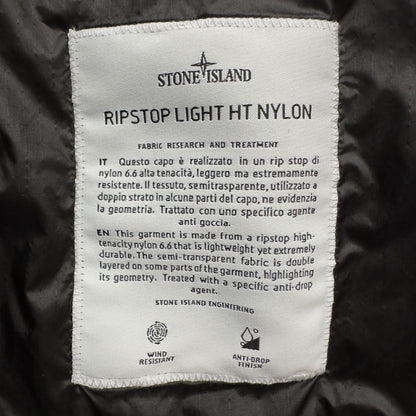 STONE ISLAND
RIPSTOP LIGHT HT NYLON
FABRIC RESEARCH AND TREATMENT
IT Questo capo è realizzato in un rip stop di
nylon 6.6 alta tenacità, leggero ma estremamente
resistente. Il tessuto, semitrasparente, utilizzato a
doppio strato in alcune parti del capo, ne evidenzia
la geometria. Trattato con uno specifico agente
anti goccia.
EN This garment is made from a ripstop high-
tenacity nylon 6.6 that is lightweight yet extremely
durable. The semi-transparent fabric is double
layered on some parts of the garment, highlighting
its geometry. Treated with a specific anti-drop
agent.
STONE ISLAND ENGINEERING
WIND
RESISTANT
ANTI-DROP
FINISH